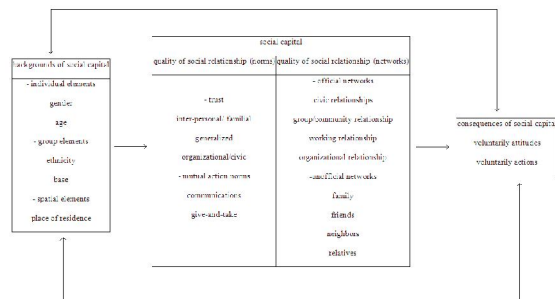 social capital
backgrounds of social capital
- individual elements
gender
age
- group elements
ethnicity
base
- spatial elements
place of residence
quality of social relationship (norms)
- trust
inter-personal/ familial
generalized
organizational/civic
- mutual action norms
communications
give-and-take
quality of social relationship (networks)
- official networks
civic relationships
group/community relationship
working relationship
organizational relationship
- unofficial networks
family
friends
neighbors
relatives
consequences of social capital
voluntarily attitudes
voluntarily actions